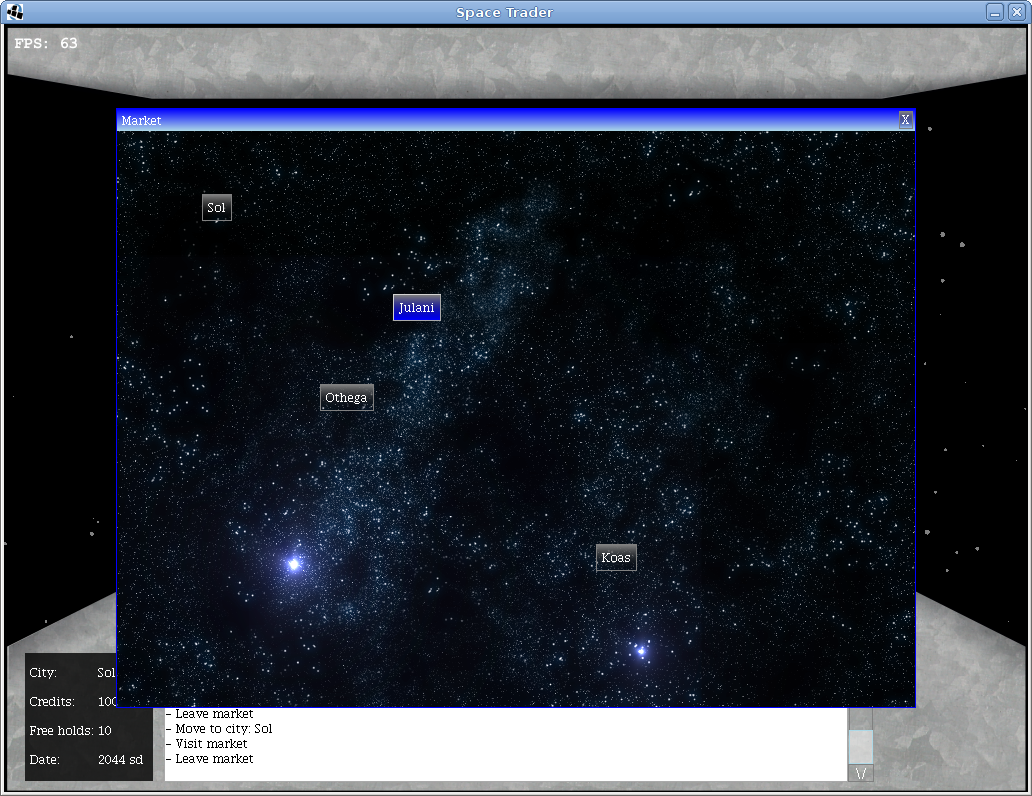 Space Trader
FPS: 63
Market X
Sol
Julani
Othega
Koas
City: Sol
Credits: 100
Free holds: 10
Date: 2044 sd
- Leave market
- Move to city: Sol
- Visit market
- Leave market
\/